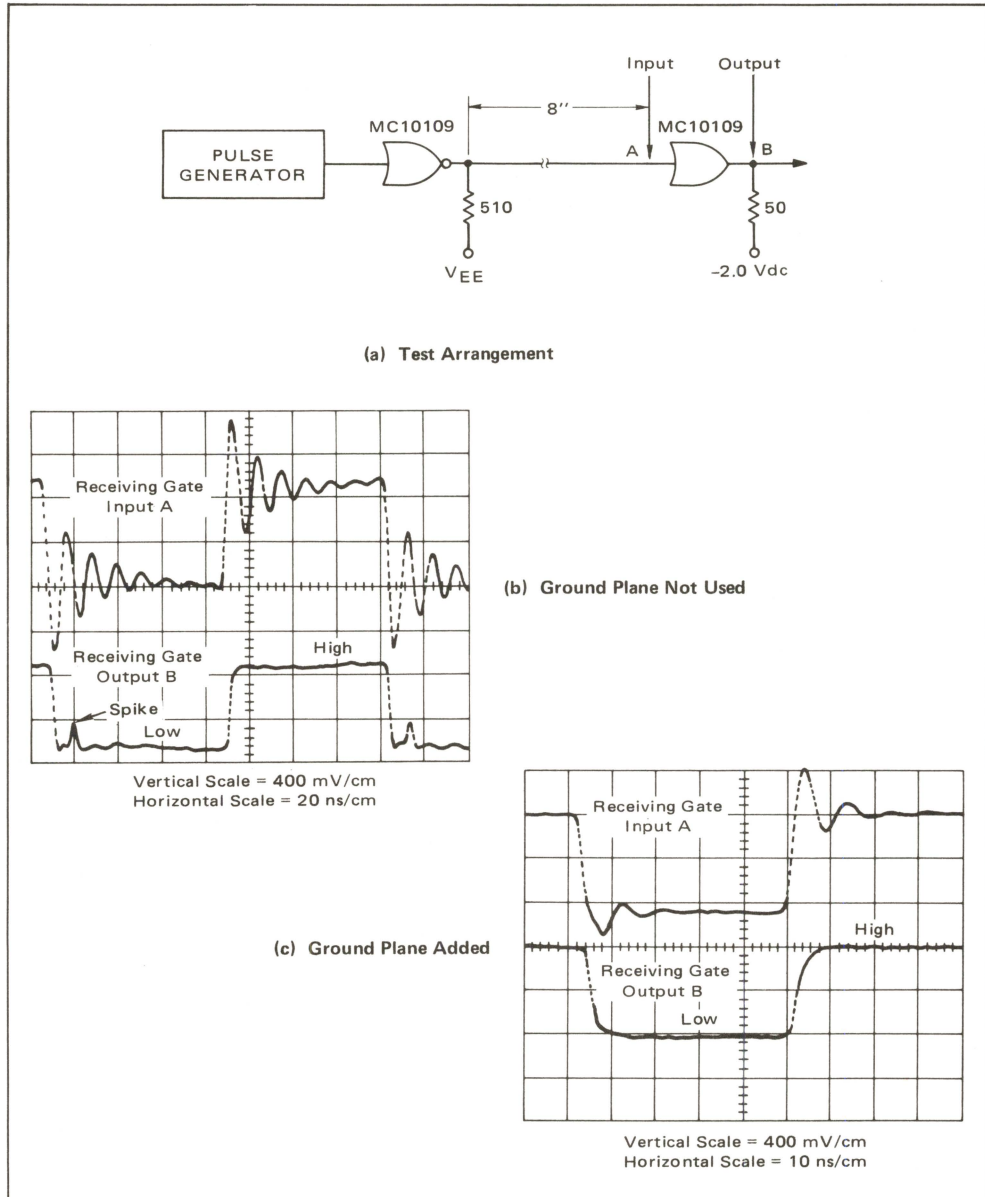 Input Output
8''
MC10109 MC10109
PULSE
GENERATOR
A B
510 50
VEE -2.0 Vdc
(a) Test Arrangement
Receiving Gate
Input A
(b) Ground Plane Not Used
Receiving Gate
Output B
High
Spike
Low
Vertical Scale = 400 mV/cm
Horizontal Scale = 20 ns/cm
Receiving Gate
Input A
(c) Ground Plane Added
High
Receiving Gate
Output B
Low
Vertical Scale = 400 mV/cm
Horizontal Scale = 10 ns/cm